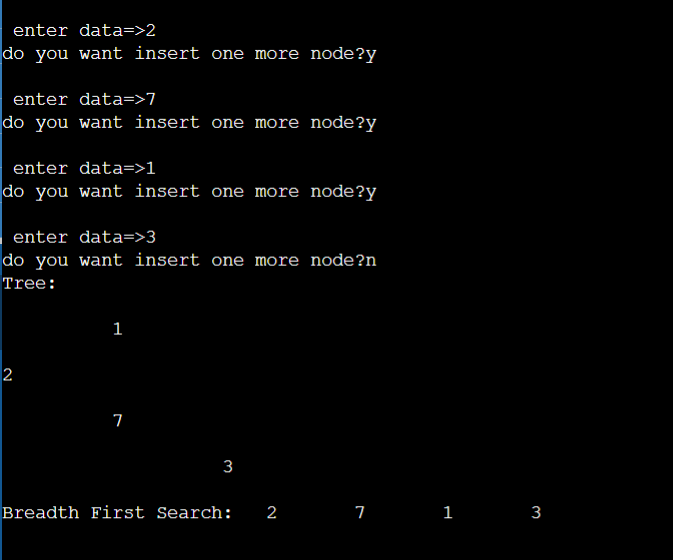 enter data=>2
do you want insert one more node?y
enter data=>7
do you want insert one more node?y
enter data=>1
do you want insert one more node?y
enter data=>3
do you want insert one more node?n
Tree:
1
2
7
3
Breadth First Search: 2 7 1 3